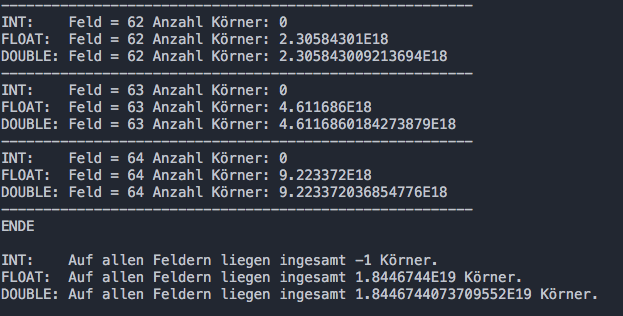 --------------------------------------------------------
INT:    Feld = 62 Anzahl Körner: 0
FLOAT:  Feld = 62 Anzahl Körner: 2.30584301E18
DOUBLE: Feld = 62 Anzahl Körner: 2.305843009213694E18
--------------------------------------------------------
INT:    Feld = 63 Anzahl Körner: 0
FLOAT:  Feld = 63 Anzahl Körner: 4.611686E18
DOUBLE: Feld = 63 Anzahl Körner: 4.6116860184273879E18
--------------------------------------------------------
INT:    Feld = 64 Anzahl Körner: 0
FLOAT:  Feld = 64 Anzahl Körner: 9.223372E18
DOUBLE: Feld = 64 Anzahl Körner: 9.223372036854776E18
--------------------------------------------------------
ENDE
INT:    Auf allen Feldern liegen ingesamt -1 Körner.
FLOAT:  Auf allen Feldern liegen ingesamt 1.8446744E19 Körner.
DOUBLE: Auf allen Feldern liegen ingesamt 1.8446744073709552E19 Körner.